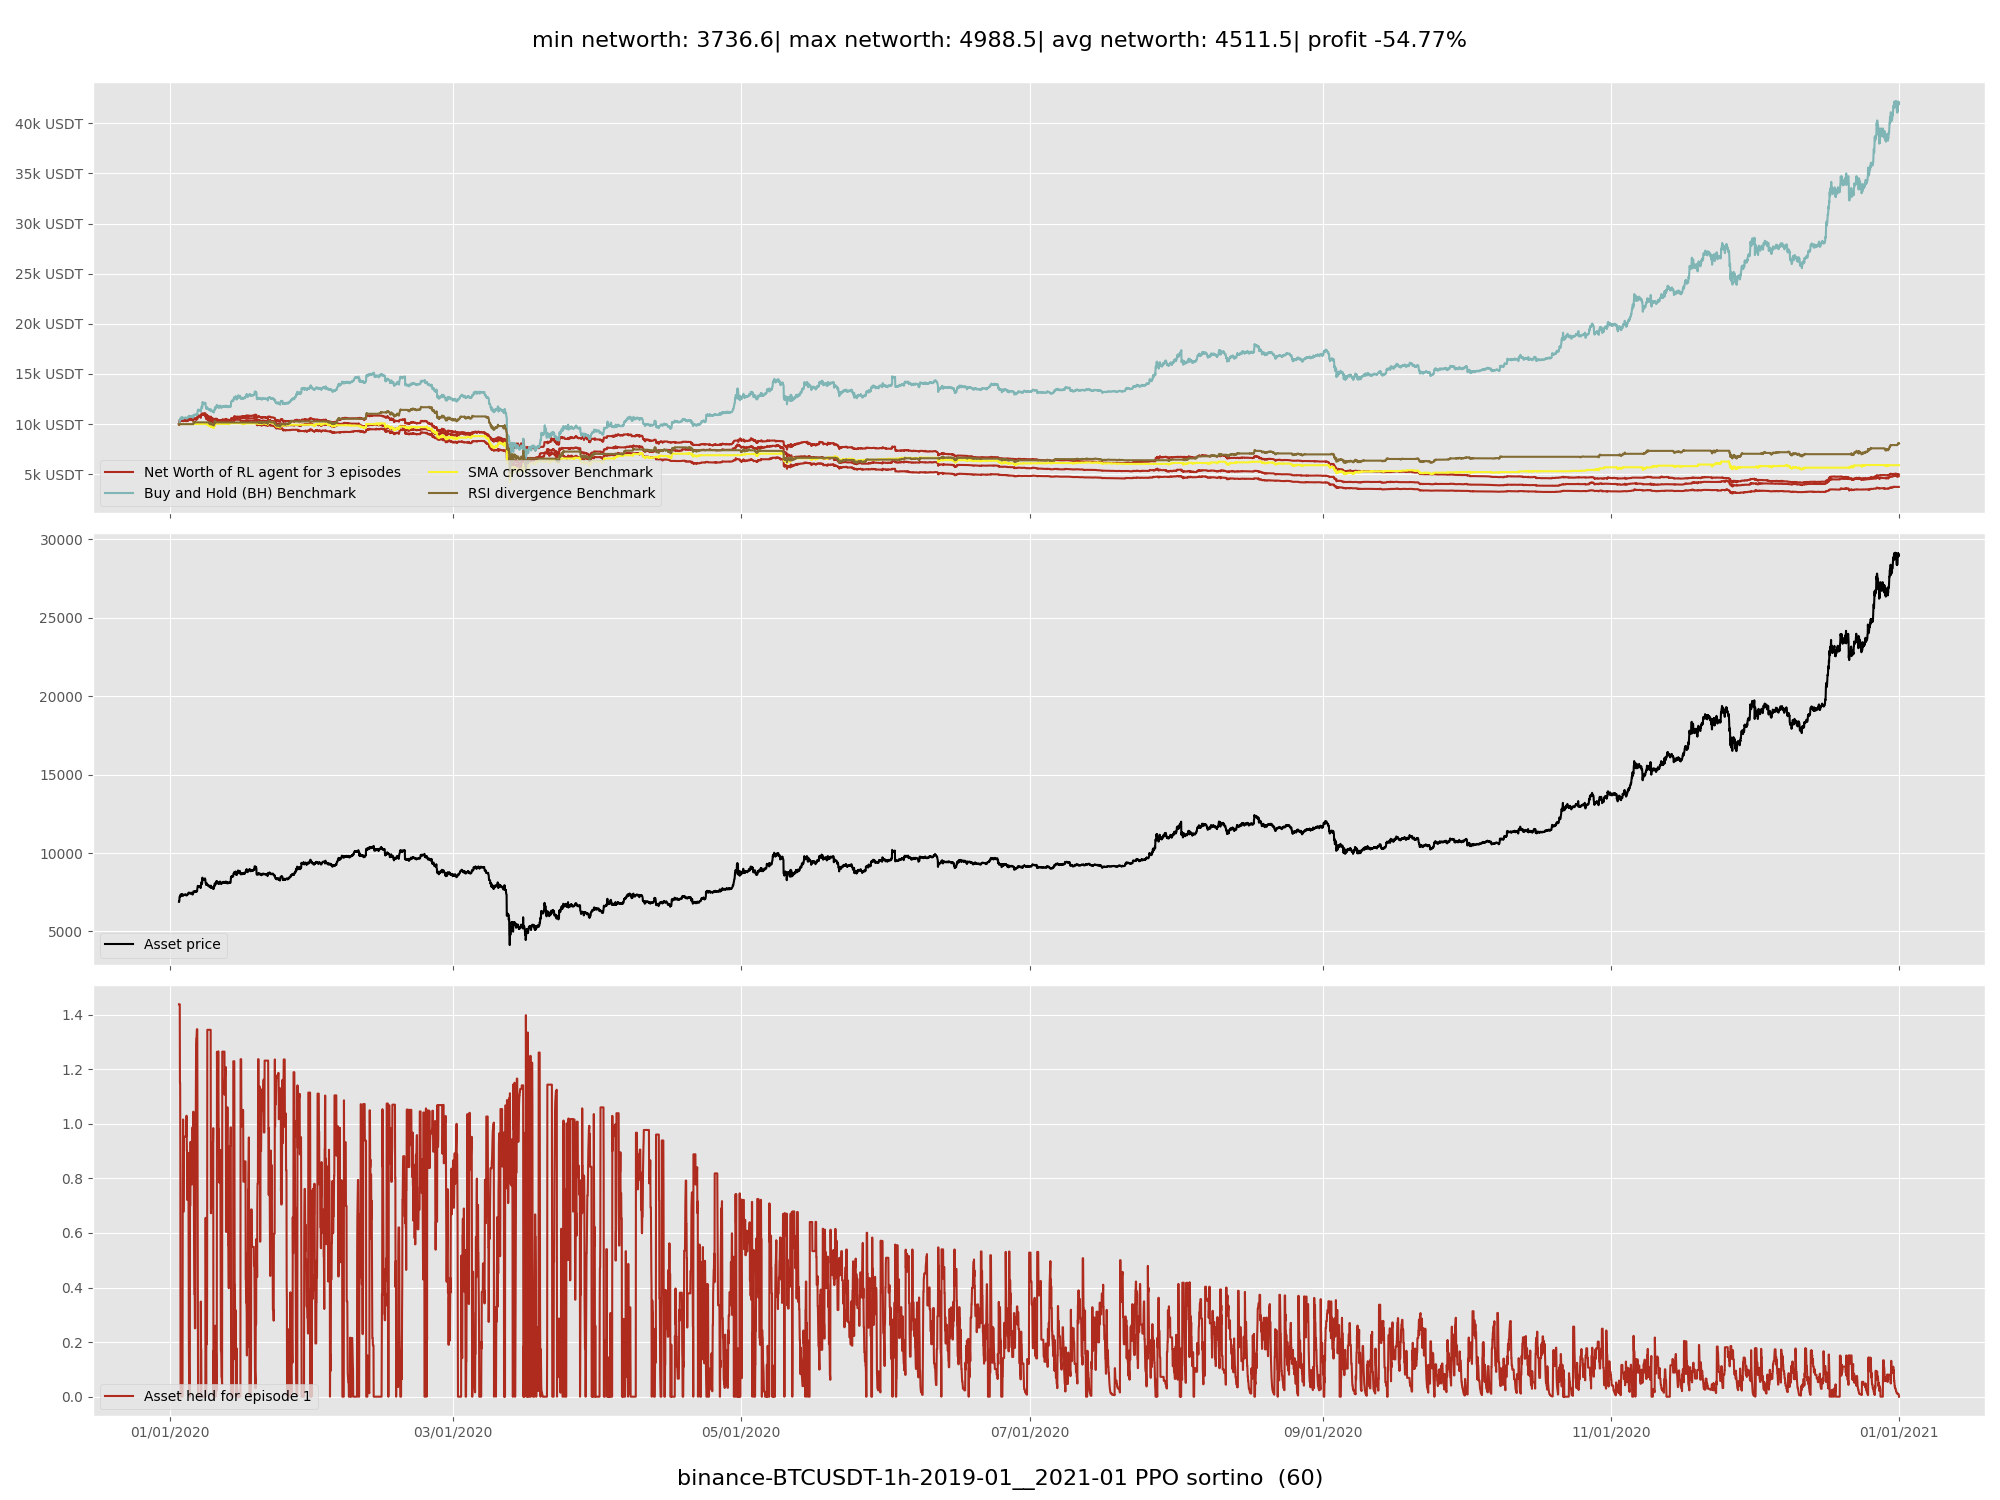 min networth: 3736.6| max networth: 4988.5| avg networth: 4511.5| profit -54.77%
40k USDT
35k USDT
30k USDT
25k USDT
20k USDT
15k USDT
10k USDT
5k USDT
Net Worth of RL agent for 3 episodes
Buy and Hold (BH) Benchmark
SMA crossover Benchmark
RSI divergence Benchmark
30000
25000
20000
15000
10000
5000
Asset price
1.4
1.2
1.0
0.8
0.6
0.4
0.2
0.0
Asset held for episode 1
01/01/2020 03/01/2020 05/01/2020 07/01/2020 09/01/2020 11/01/2020 01/01/2021
binance-BTCUSDT-1h-2019-01__2021-01 PPO sortino (60)